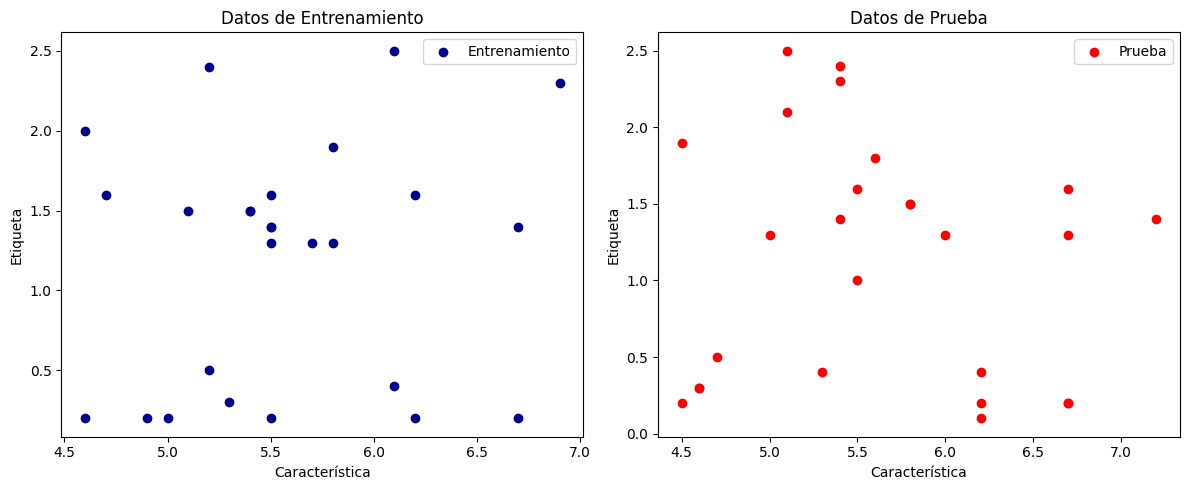 Datos de Entrenamiento
Entrenamiento
2.5
2.0
1.5
1.0
0.5
Etiqueta
4.5 5.0 5.5 6.0 6.5 7.0
Característica
Datos de Prueba
Prueba
2.5
2.0
1.5
1.0
0.5
0.0
Etiqueta
4.5 5.0 5.5 6.0 6.5 7.0
Característica